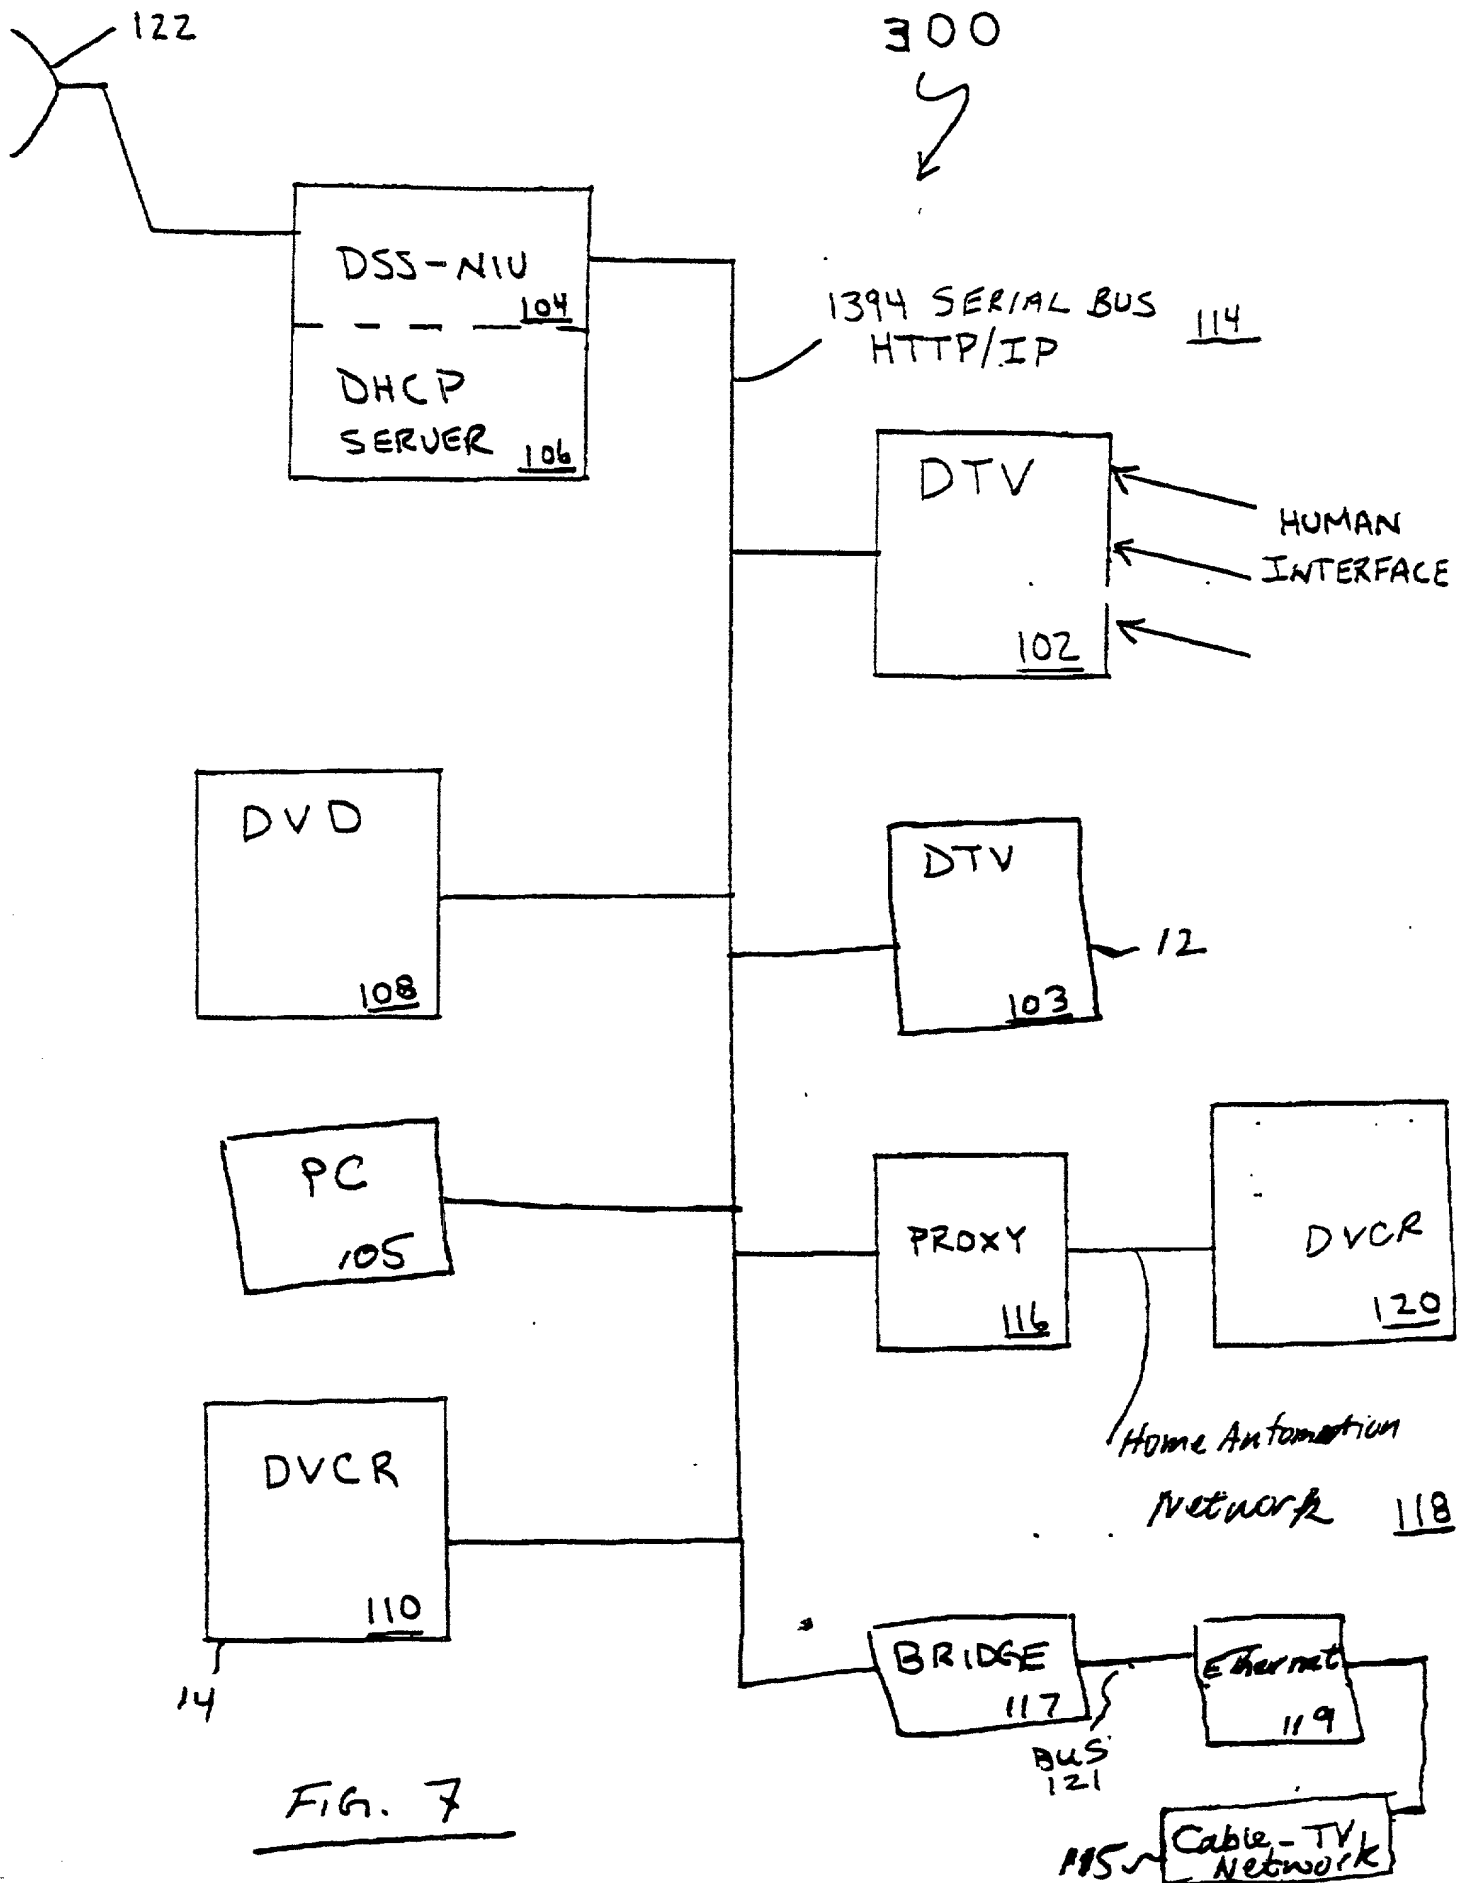 122
300
DSS-NIU
104
DHCP
SERVER
106
1394 SERIAL BUS
HTTP/IP
114
DTV
102
HUMAN
INTERFACE
DVD
108
DTV
12
103
PC
105
PROXY
116
DVCR
120
Home Automation
Network 118
DVCR
110
14
BRIDGE
117
BUS
121
Ethernet
119
FIG. 7
Cable-TV
Network